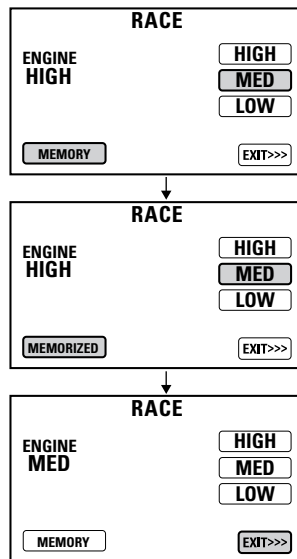 RACE
ENGINE
HIGH
HIGH
MED
LOW
MEMORY
EXIT>>>
RACE
ENGINE
HIGH
HIGH
MED
LOW
MEMORIZED
EXIT>>>
RACE
ENGINE
MED
HIGH
MED
LOW
MEMORY
EXIT>>>